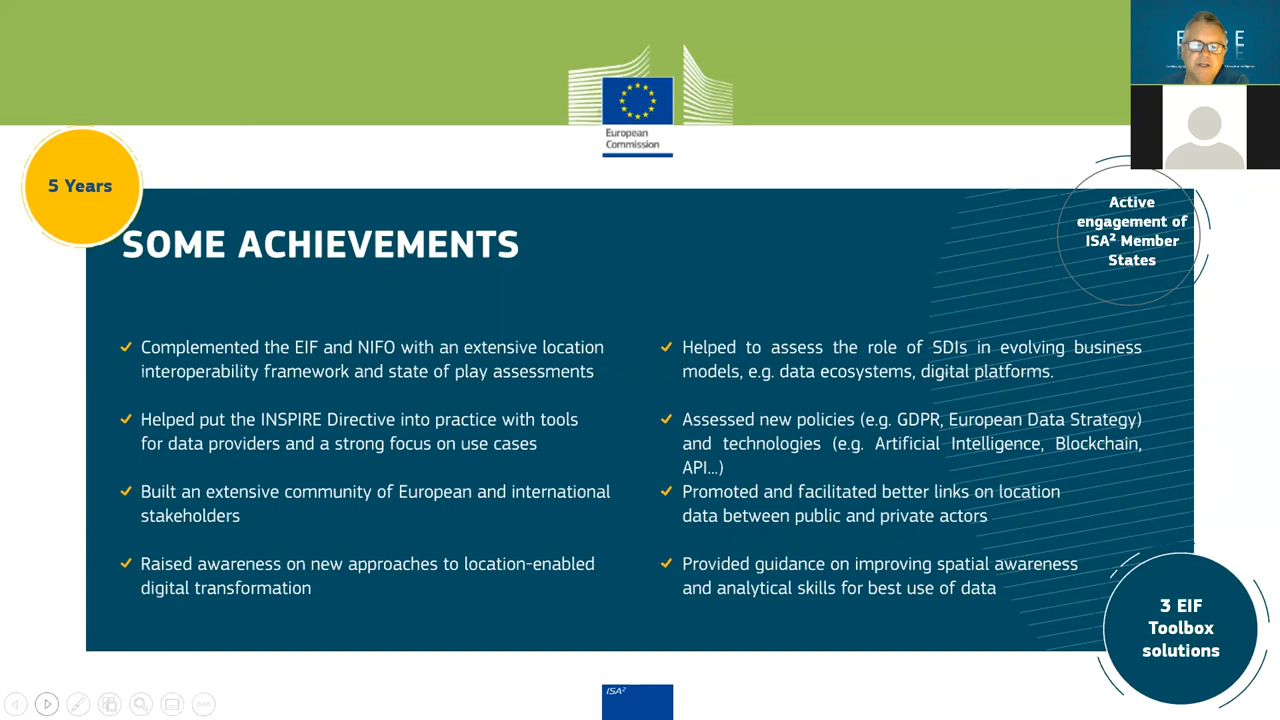 European
Commission
5 Years
Active
engagement of
ISA² Member
States
SOME ACHIEVEMENTS
Complemented the EIF and NIFO with an extensive location
interoperability framework and state of play assessments
Helped put the INSPIRE Directive into practice with tools
for data providers and a strong focus on use cases
Built an extensive community of European and international
stakeholders
Raised awareness on new approaches to location-enabled
digital transformation
Helped to assess the role of SDIs in evolving business
models, e.g. data ecosystems, digital platforms.
Assessed new policies (e.g. GDPR, European Data Strategy)
and technologies (e.g. Artificial Intelligence, Blockchain,
API...)
Promoted and facilitated better links on location
data between public and private actors
Provided guidance on improving spatial awareness
and analytical skills for best use of data
3 EIF
Toolbox
solutions
ISA²